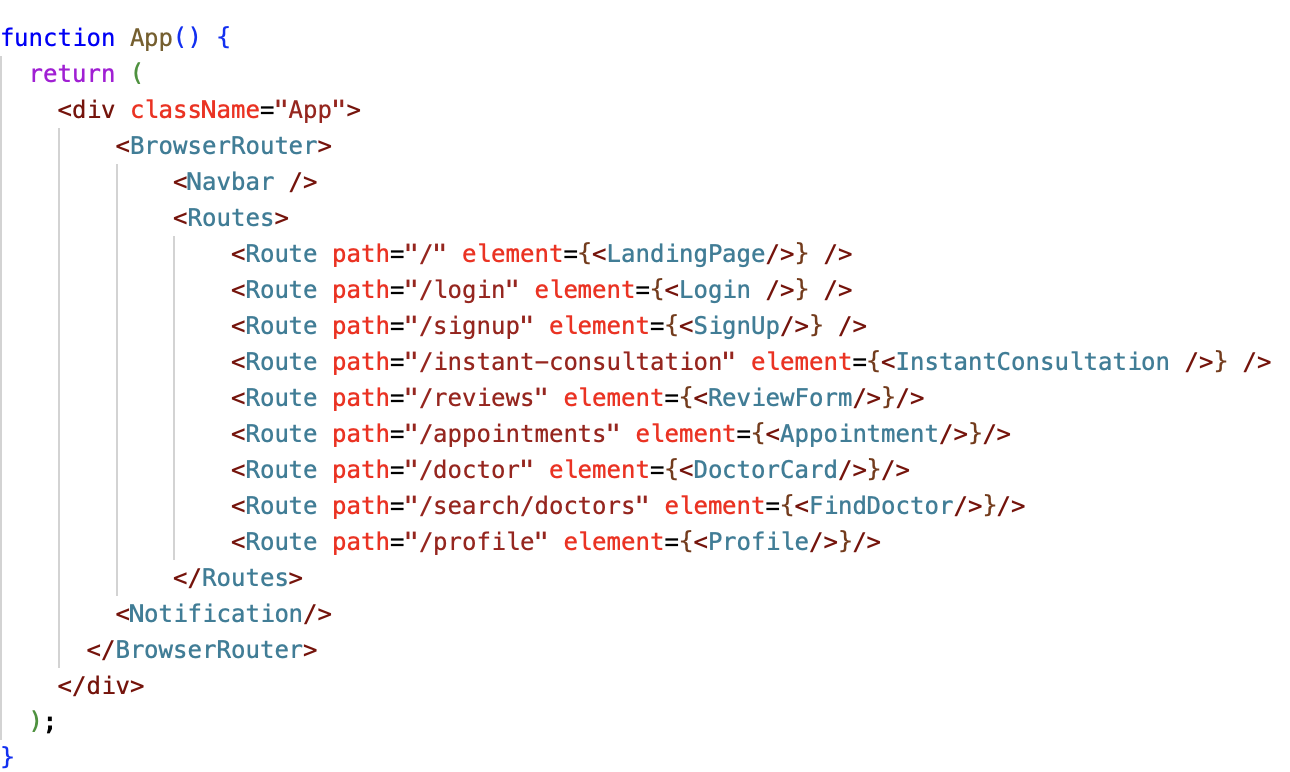 function App() {
  return (
    <div className="App">
        <BrowserRouter>
            <Navbar />
            <Routes>
                <Route path="/" element={<LandingPage/>} />
                <Route path="/login" element={<Login />} />
                <Route path="/signup" element={<SignUp/>} />
                <Route path="/instant-consultation" element={<InstantConsultation />} />
                <Route path="/reviews" element={<ReviewForm/>}/>
                <Route path="/appointments" element={<Appointment/>}/>
                <Route path="/doctor" element={<DoctorCard/>}/>
                <Route path="/search/doctors" element={<FindDoctor/>}/>
                <Route path="/profile" element={<Profile/>}/>
            </Routes>
        <Notification/>
      </BrowserRouter>
    </div>
  );
}